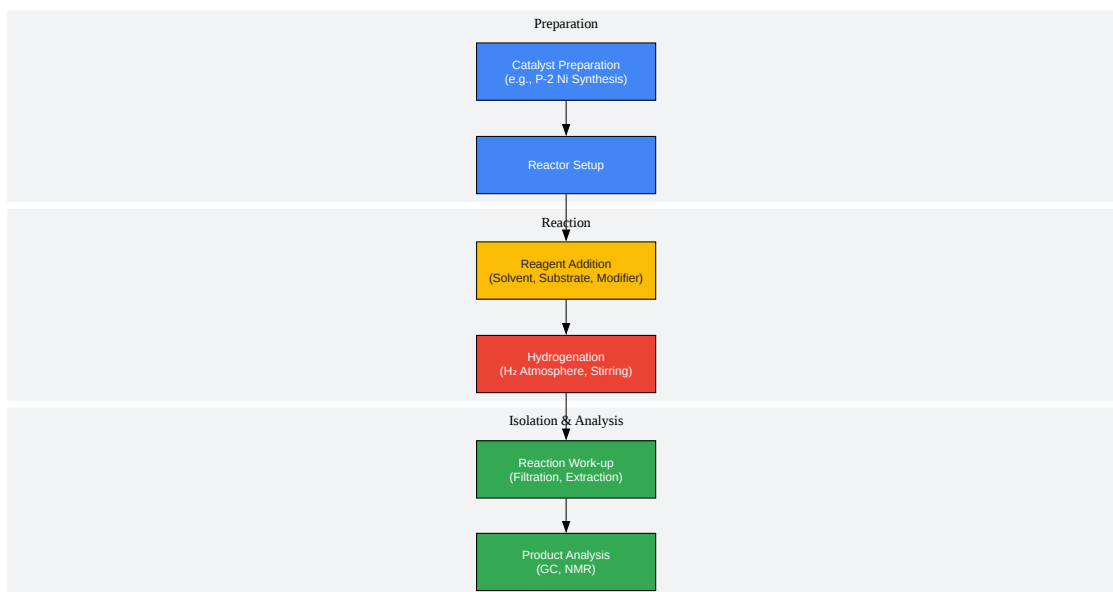 Preparation
Catalyst Preparation
(e.g., P-2 Ni Synthesis)
Reactor Setup
Reaction
Reagent Addition
(Solvent, Substrate, Modifier)
Hydrogenation
(H₂ Atmosphere, Stirring)
Isolation & Analysis
Reaction Work-up
(Filtration, Extraction)
Product Analysis
(GC, NMR)